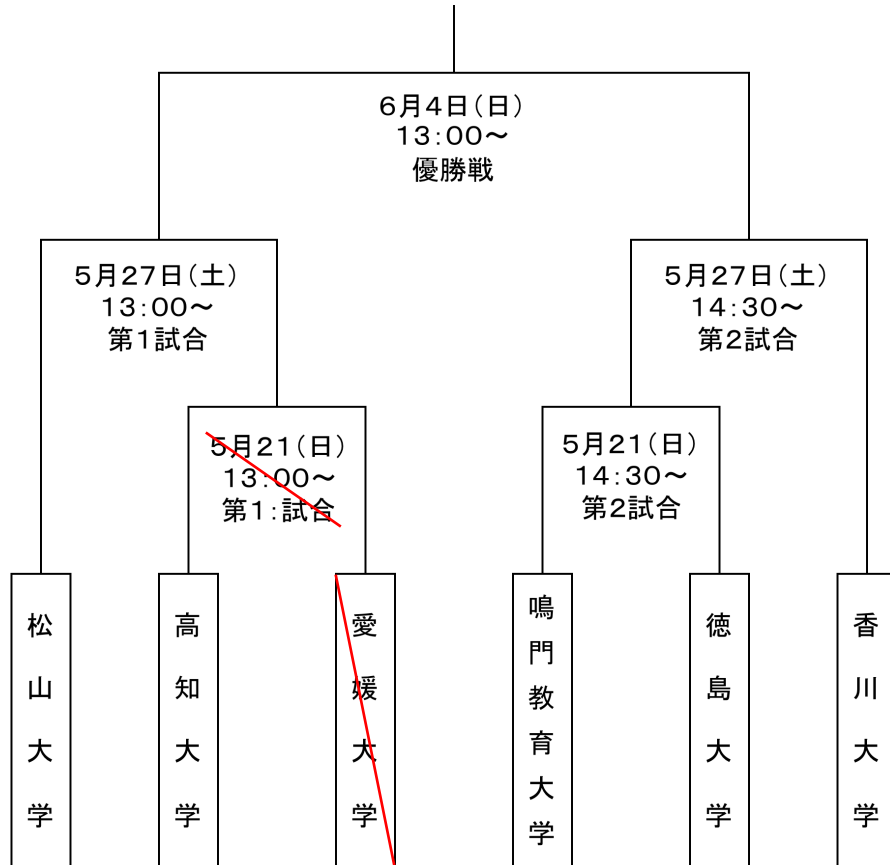 6月4日（日）
13：00～
優勝戦
5月27日（土）
13：00～
第1試合
5月27日（土）
14：30～
第2試合
5月21（日）
13：00～
第1：試合
5月21（日）
14：30～
第2試合
松山大学
高知大学
愛媛大学
鳴門教育大学
徳島大学
香川大学